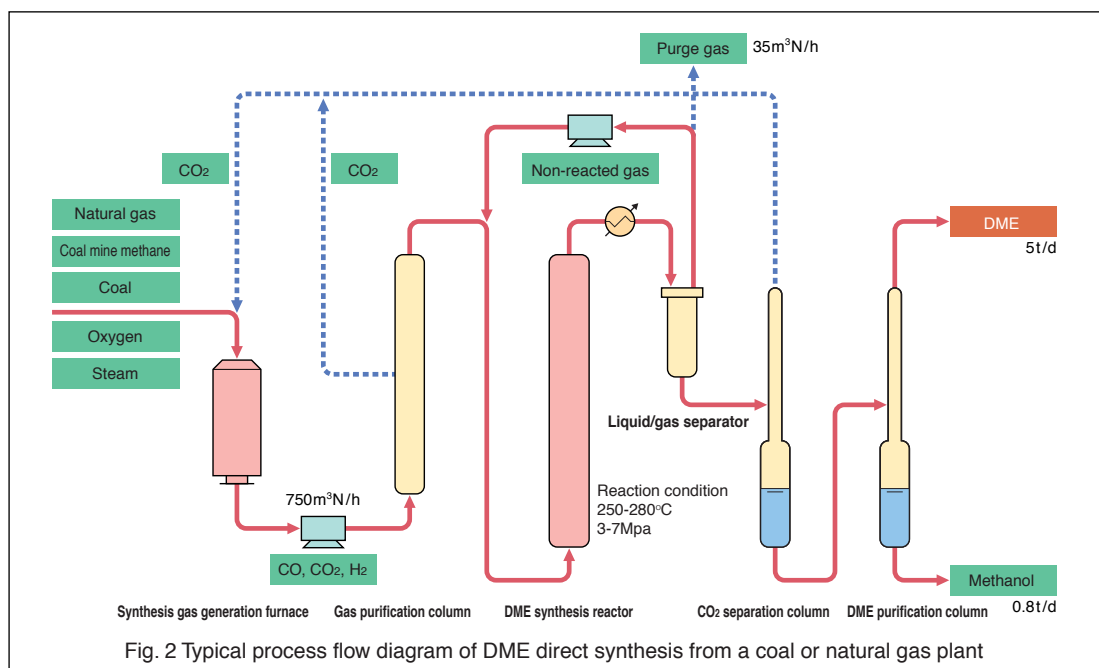 Purge gas
35m³N/h
CO₂
CO₂
Non-reacted gas
Natural gas
Coal mine methane
Coal
Oxygen
Steam
DME
5t/d
Liquid/gas separator
Reaction condition
250-280°C
3-7Mpa
750m³N/h
CO, CO₂, H₂
Methanol
0.8t/d
Synthesis gas generation furnace
Gas purification column
DME synthesis reactor
CO₂ separation column
DME purification column
Fig. 2 Typical process flow diagram of DME direct synthesis from a coal or natural gas plant